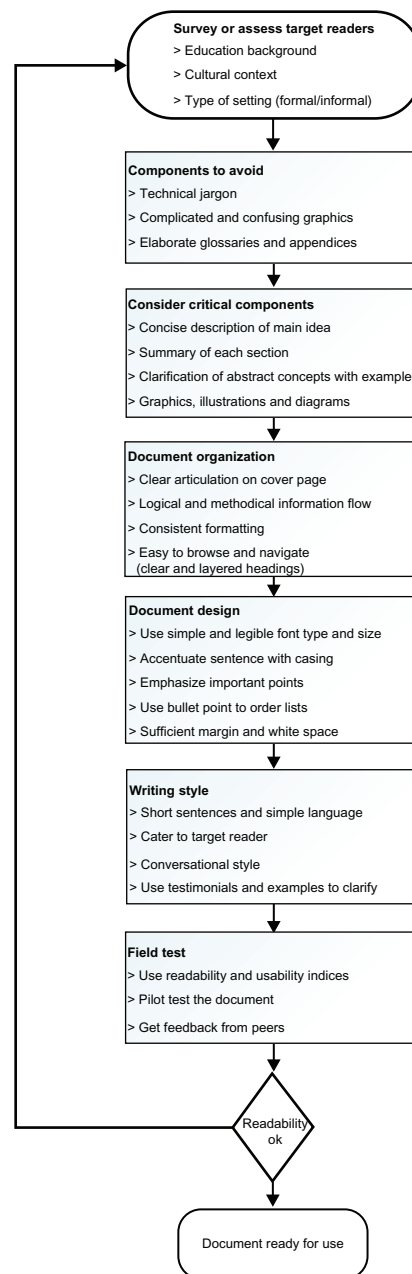 Survey or assess target readers
> Education background
> Cultural context
> Type of setting (formal/informal)
Components to avoid
> Technical jargon
> Complicated and confusing graphics
> Elaborate glossaries and appendices
Consider critical components
> Concise description of main idea
> Summary of each section
> Clarification of abstract concepts with example
> Graphics, illustrations and diagrams
Document organization
> Clear articulation on cover page
> Logical and methodical information flow
> Consistent formatting
> Easy to browse and navigate
(clear and layered headings)
Document design
> Use simple and legible font type and size
> Accentuate sentence with casing
> Emphasize important points
> Use bullet point to order lists
> Sufficient margin and white space
Writing style
> Short sentences and simple language
> Cater to target reader
> Conversational style
> Use testimonials and examples to clarify
Field test
> Use readability and usability indices
> Pilot test the document
> Get feedback from peers
Readability
ok
Document ready for use